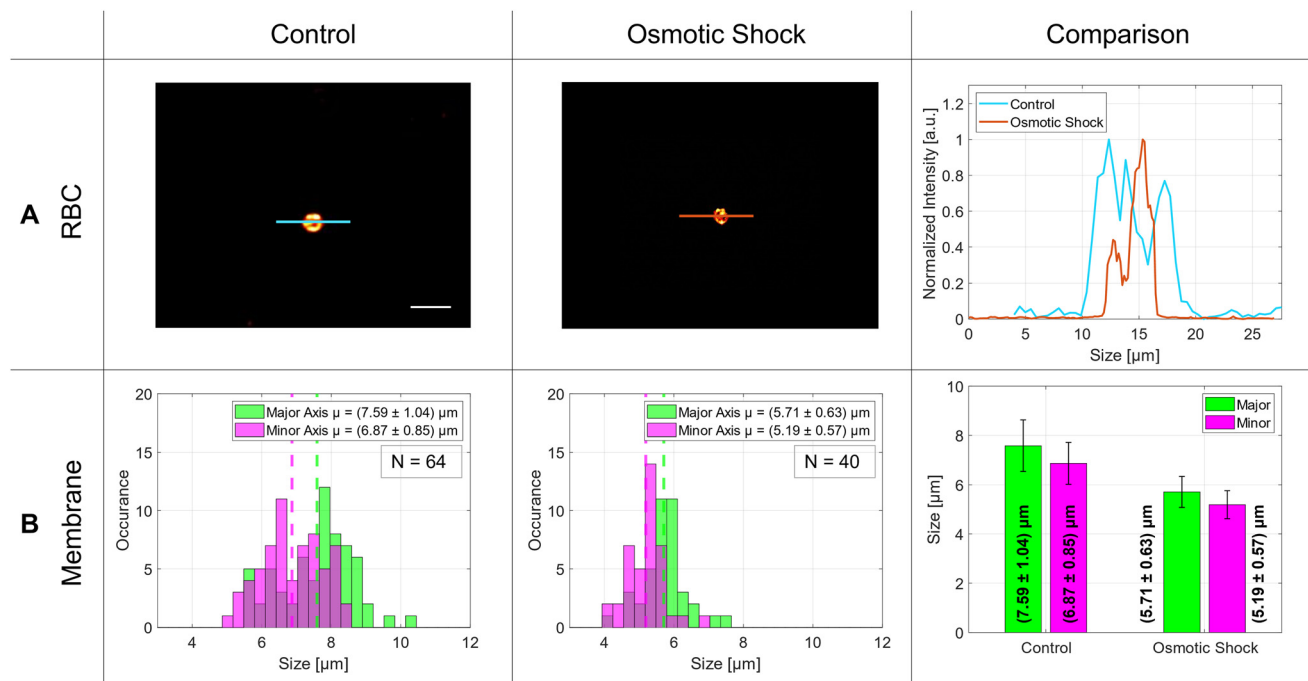 Control
Osmotic Shock
Comparison
A
RBC
Control
Osmotic Shock
Normalized Intensity [a.u.]
1.2
1
0.8
0.6
0.4
0.2
0
0
5
10
15
20
25
Size [µm]
B
Membrane
Major Axis µ = (7.59 ± 1.04) µm
Minor Axis µ = (6.87 ± 0.85) µm
N = 64
Occurance
20
15
10
5
0
4
6
8
10
12
Size [µm]
Major Axis µ = (5.71 ± 0.63) µm
Minor Axis µ = (5.19 ± 0.57) µm
N = 40
Occurance
20
15
10
5
0
4
6
8
10
12
Size [µm]
Major
Minor
Size [µm]
10
8
6
4
2
0
(7.59 ± 1.04) µm
(6.87 ± 0.85) µm
(5.71 ± 0.63) µm
(5.19 ± 0.57) µm
Control
Osmotic Shock